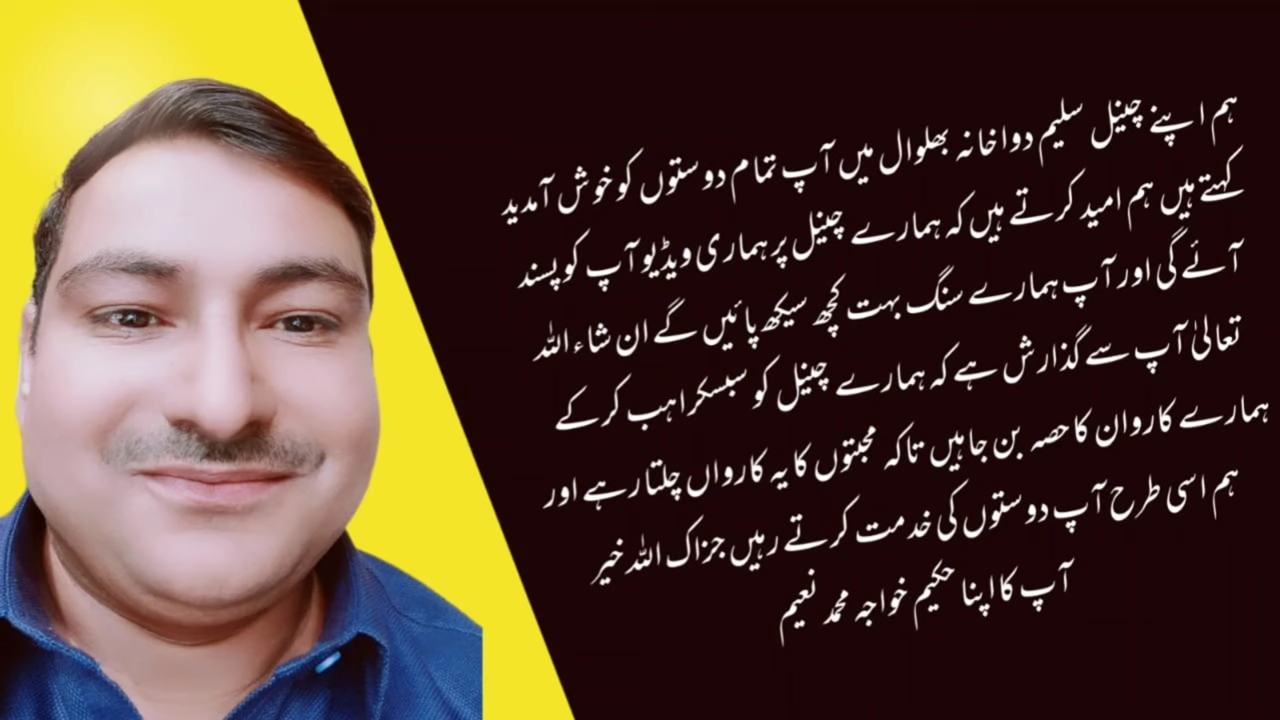 ہم اپنے چینل سلیم دواخانہ بھلوال میں آپ تمام دوستوں کو خوش آمدید
کہتے ہیں ہم امید کرتے ہیں کہ ہمارے چینل پر ہماری ویڈیو آپ کو پسند
آئے گی اور آپ ہمارے سنگ بہت کچھ سیکھ پائیں گے ان شاء اللہ
تعالیٰ آپ سے گذارش ہے کہ ہمارے چینل کو سبسکراہب کر کے
ہمارے کاروان کا حصہ بن جاہیں تاکہ محبتوں کا یہ کارواں چلتا رہے اور
ہم اسی طرح آپ دوستوں کی خدمت کرتے رہیں جزاک اللہ خیر
آپ کا اپنا حکیم خواجہ محمد نعیم